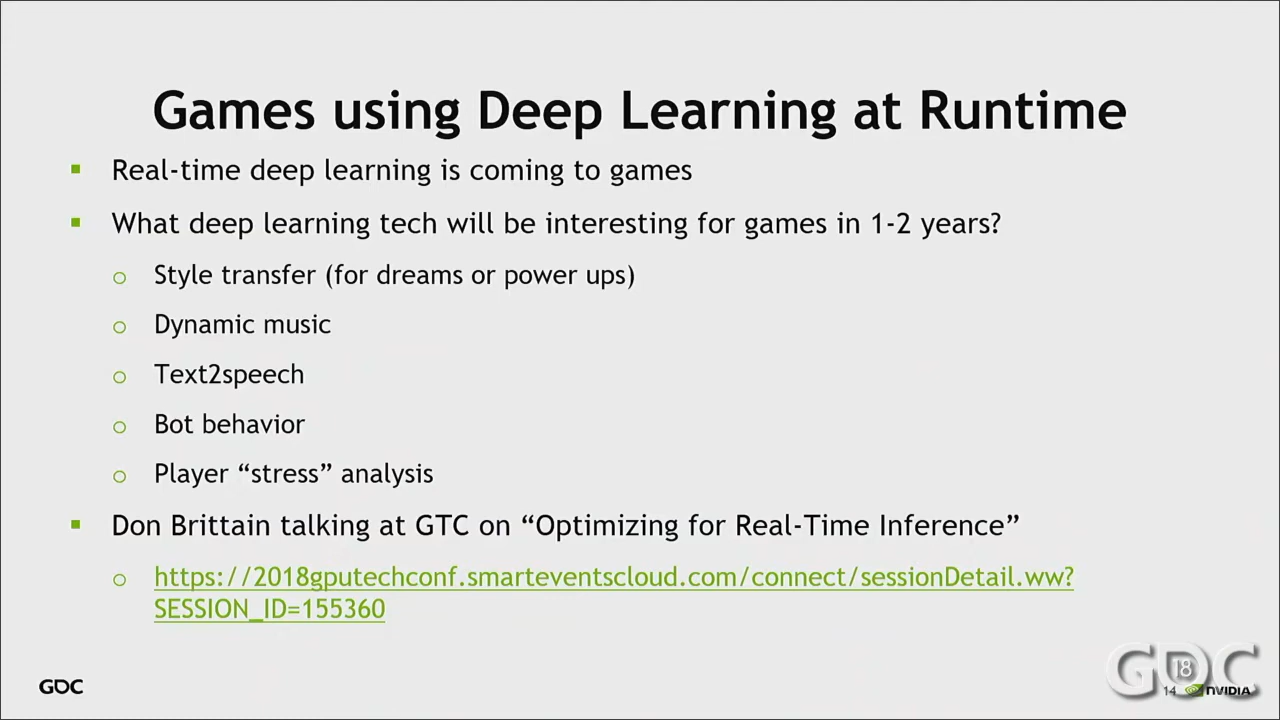 Games using Deep Learning at Runtime
Real-time deep learning is coming to games
What deep learning tech will be interesting for games in 1-2 years?
Style transfer (for dreams or power ups)
Dynamic music
Text2speech
Bot behavior
Player “stress” analysis
Don Brittain talking at GTC on “Optimizing for Real-Time Inference”
https://2018gputechconf.smarteventscloud.com/connect/sessionDetail.ww?
SESSION_ID=155360
GDC
GDC
18
14
NVIDIA